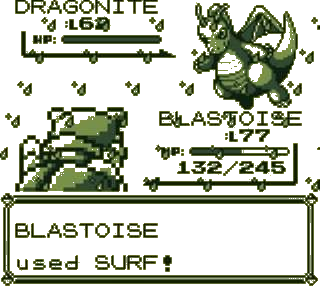 DRAGONITE
:L62
HP:
BLASTOISE
:L77
HP:
132/245
BLASTOISE
used SURF!